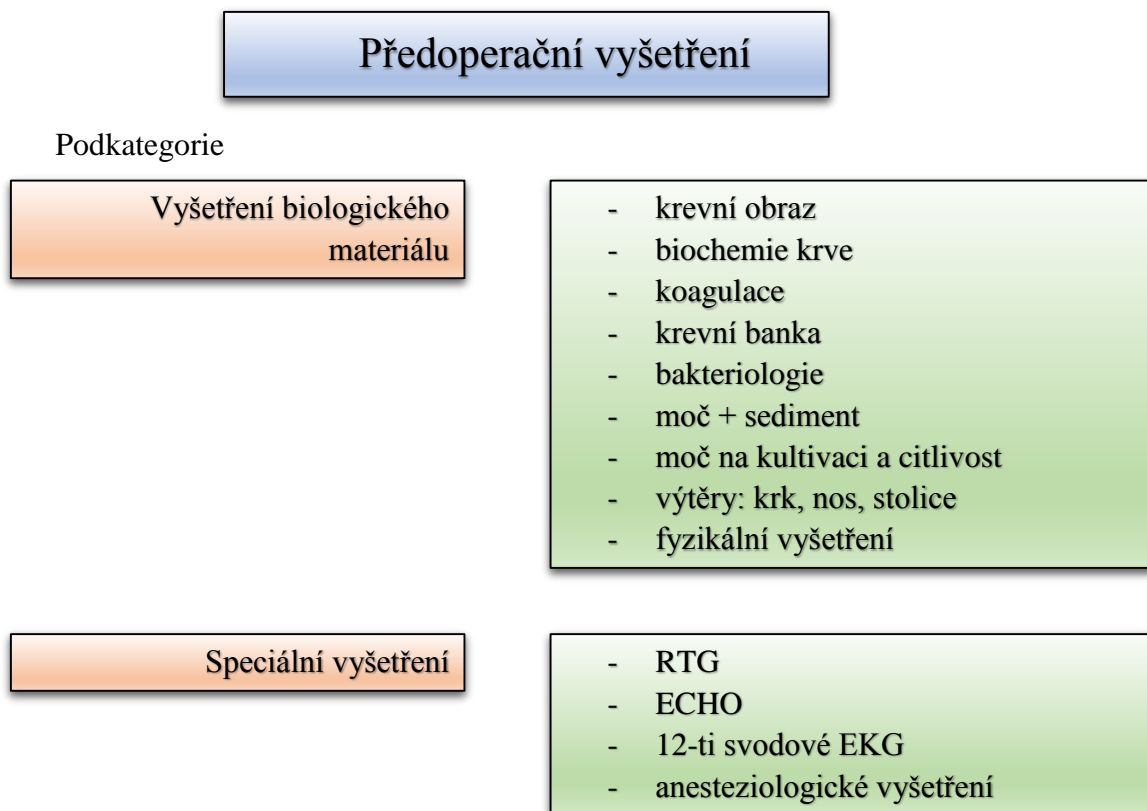 Předoperační vyšetření
Podkategorie
Vyšetření biologického
materiálu
- krevní obraz
- biochemie krve
- koagulace
- krevní banka
- bakteriologie
- moč + sediment
- moč na kultivaci a citlivost
- výtěry: krk, nos, stolice
- fyzikální vyšetření
Speciální vyšetření
- RTG
- ECHO
- 12-ti svodové EKG
- anesteziologické vyšetření